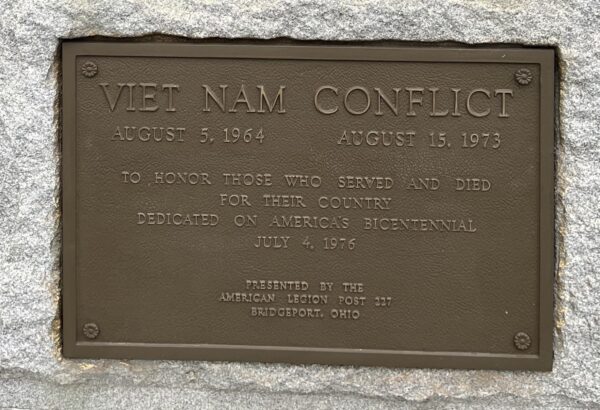 VIET NAM CONFLICT
AUGUST 5, 1964 AUGUST 15, 1973
TO HONOR THOSE WHO SERVED AND DIED
FOR THEIR COUNTRY
DEDICATED ON AMERICA'S BICENTENNIAL
JULY 4, 1976
PRESENTED BY THE
AMERICAN LEGION POST 227
BRIDGEPORT, OHIO